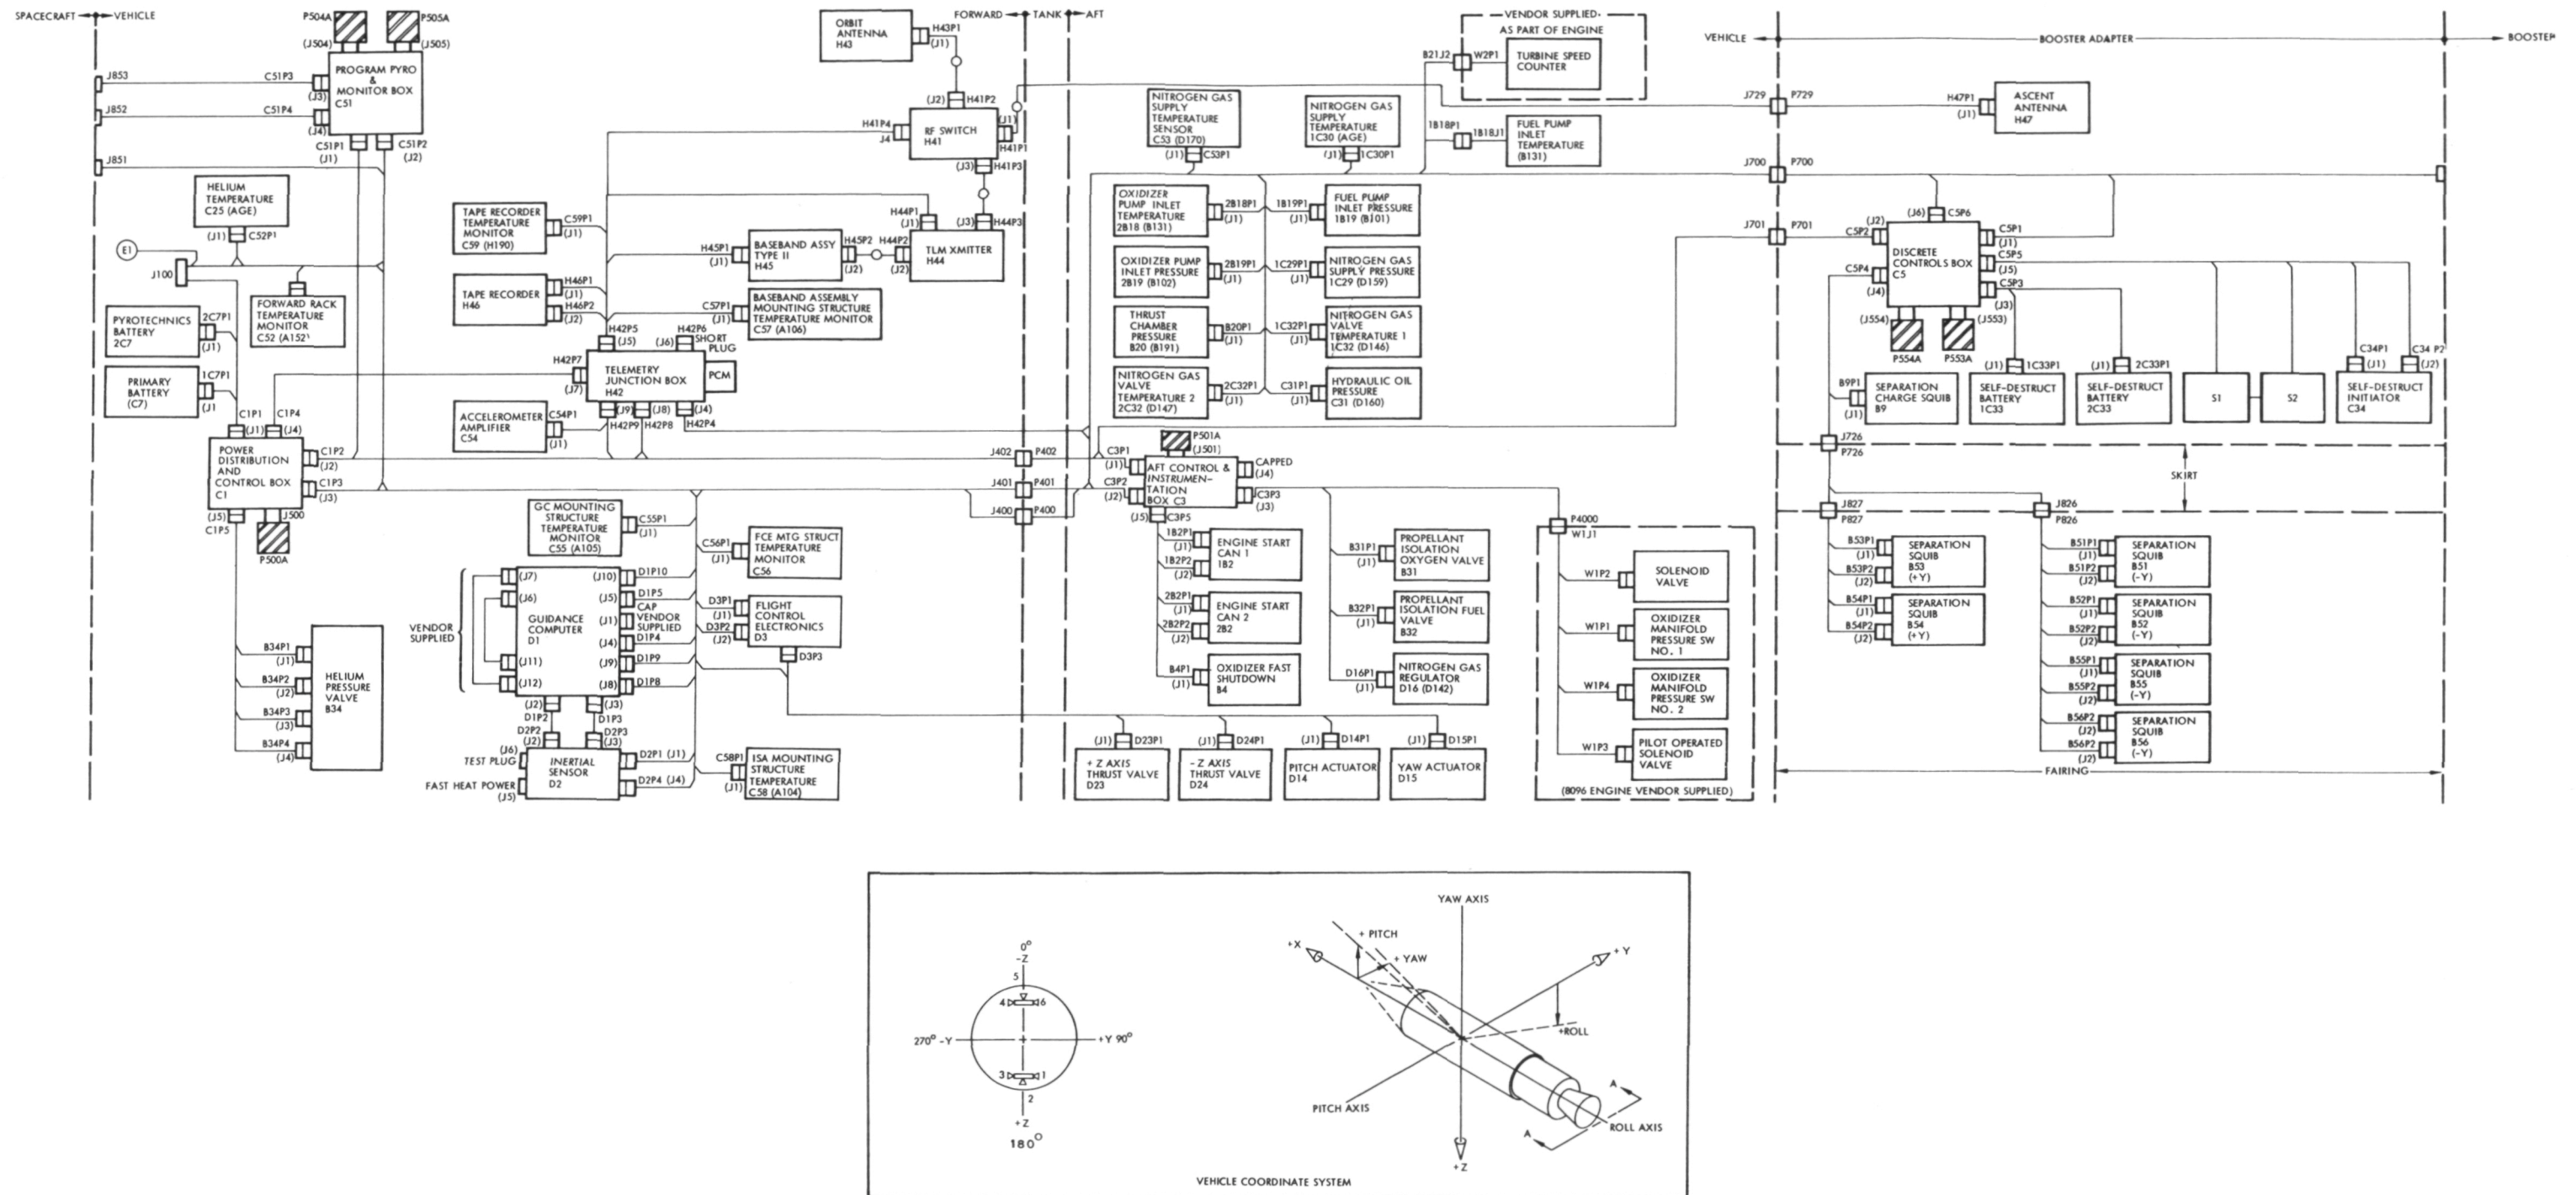 SPACECRAFT
VEHICLE
P504A
P505A
(J504)
(J505)
PROGRAM PYRO
&
MONITOR BOX
C51
J853
C51P3
(J3)
J852
C51P4
(J4)
C51P1
(J1)
C51P2
(J2)
J851
HELIUM
TEMPERATURE
C25 (AGE)
(J1)
C52P1
E1
J100
FORWARD RACK
TEMPERATURE
MONITOR
C52 (A152)
PYROTECHNICS
BATTERY
2C7
2C7P1
(J1)
PRIMARY
BATTERY
(C7)
1C7P1
(J1
C1P1
C1P4
(J1)
(J4)
POWER
DISTRIBUTION
AND
CONTROL BOX
C1
C1P2
(J2)
C1P3
(J3)
(J5)
C1P5
J500
P500A
B34P1
(J1)
B34P2
(J2)
B34P3
(J3)
B34P4
(J4)
HELIUM
PRESSURE
VALVE
B34
ORBIT
ANTENNA
H43
H43P1
(J1)
FORWARD
TANK
AFT
(J2)
H41P2
H41P4
J4
RF SWITCH
H41
(J1)
H41P1
(J3)
H41P3
TAPE RECORDER
TEMPERATURE
MONITOR
C59 (H190)
C59P1
(J1)
H44P1
(J1)
(J3)
H44P3
TLM XMITTER
H44
H45P1
(J1)
BASEBAND ASSY
TYPE II
H45
H45P2
(J2)
H44P2
(J2)
TAPE RECORDER
H46
H46P1
(J1)
H46P2
(J2)
C57P1
(J1)
BASEBAND ASSEMBLY
MOUNTING STRUCTURE
TEMPERATURE MONITOR
C57 (A106)
H42P5
(J5)
H42P6
(J6)
SHORT
PLUG
H42P7
(J7)
TELEMETRY
JUNCTION BOX
H42
PCM
(J9)
(J8)
(J4)
H42P9
H42P8
H42P4
ACCELEROMETER
AMPLIFIER
C54
C54P1
(J1)
J402
P402
J401
P401
J400
P400
GC MOUNTING
STRUCTURE
TEMPERATURE
MONITOR
C55 (A105)
C55P1
(J1)
C56P1
(J1)
FCE MTG STRUCT
TEMPERATURE
MONITOR
C56
VENDOR
SUPPLIED
(J7)
(J6)
(J11)
(J12)
GUIDANCE
COMPUTER
D1
(J10)
D1P10
(J5)
D1P5
(J1)
CAP
VENDOR
SUPPLIED
(J4)
D1P4
(J9)
D1P9
(J8)
D1P8
(J2)
D1P2
(J3)
D1P3
D3P1
(J1)
D3P2
(J2)
FLIGHT
CONTROL
ELECTRONICS
D3
D3P3
D2P2
(J2)
D2P3
(J3)
(J6)
TEST PLUG
FAST HEAT POWER
(J5)
INERTIAL
SENSOR
D2
D2P1 (J1)
D2P4 (J4)
C58P1
(J1)
ISA MOUNTING
STRUCTURE
TEMPERATURE
C58 (A104)
VENDOR SUPPLIED
AS PART OF ENGINE
B21J2
W2P1
TURBINE SPEED
COUNTER
NITROGEN GAS
SUPPLY
TEMPERATURE
SENSOR
C53 (D170)
(J1)
C53P1
NITROGEN GAS
SUPPLY
TEMPERATURE
1C30 (AGE)
(J1)
1C30P1
1B18P1
1B18J1
FUEL PUMP
INLET
TEMPERATURE
(B131)
OXIDIZER
PUMP INLET
TEMPERATURE
2B18 (B131)
2B18P1
(J1)
1B19P1
(J1)
FUEL PUMP
INLET PRESSURE
1B19 (B101)
OXIDIZER PUMP
INLET PRESSURE
2B19 (B102)
2B19P1
(J1)
1C29P1
(J1)
NITROGEN GAS
SUPPLY PRESSURE
1C29 (D159)
THRUST
CHAMBER
PRESSURE
B20 (B191)
B20P1
(J1)
1C32P1
(J1)
NITROGEN GAS
VALVE
TEMPERATURE 1
1C32 (D146)
NITROGEN GAS
VALVE
TEMPERATURE 2
2C32 (D147)
2C32P1
(J1)
C31P1
(J1)
HYDRAULIC OIL
PRESSURE
C31 (D160)
P501A
(J501)
C3P1
(J1)
C3P2
(J2)
AFT CONTROL &
INSTRUMEN-
TATION
BOX C3
CAPPED
(J4)
C3P3
(J3)
(J5)
C3P5
1B2P1
(J1)
1B2P2
(J2)
ENGINE START
CAN 1
1B2
2B2P1
(J1)
2B2P2
(J2)
ENGINE START
CAN 2
2B2
B4P1
(J1)
OXIDIZER FAST
SHUTDOWN
B4
B31P1
(J1)
PROPELLANT
ISOLATION
OXYGEN VALVE
B31
B32P1
(J1)
PROPELLANT
ISOLATION FUEL
VALVE
B32
D16P1
(J1)
NITROGEN GAS
REGULATOR
D16 (D142)
(J1)
D23P1
+ Z AXIS
THRUST VALVE
D23
(J1)
D24P1
- Z AXIS
THRUST VALVE
D24
(J1)
D14P1
PITCH ACTUATOR
D14
(J1)
D15P1
YAW ACTUATOR
D15
P4000
W1J1
W1P2
SOLENOID
VALVE
W1P1
OXIDIZER
MANIFOLD
PRESSURE SW
NO. 1
W1P4
OXIDIZER
MANIFOLD
PRESSURE SW
NO. 2
W1P3
PILOT OPERATED
SOLENOID
VALVE
(8096 ENGINE VENDOR SUPPLIED)
VEHICLE
BOOSTER ADAPTER
BOOSTER
J729
P729
H47P1
(J1)
ASCENT
ANTENNA
H47
J700
P700
J701
P701
(J6)
C5P6
(J2)
C5P2
C5P1
(J1)
C5P5
(J5)
C5P4
(J4)
C5P3
(J3)
DISCRETE
CONTROLS BOX
C5
(J554)
(J553)
P554A
P553A
B9P1
(J1)
SEPARATION
CHARGE SQUIB
B9
(J1)
1C33P1
SELF-DESTRUCT
BATTERY
1C33
(J1)
2C33P1
SELF-DESTRUCT
BATTERY
2C33
S1
S2
C34P1
(J1)
C34 P2
(J2)
SELF-DESTRUCT
INITIATOR
C34
J726
P726
SKIRT
J827
P827
J826
P826
B53P1
(J1)
B53P2
(J2)
SEPARATION
SQUIB
B53
(+Y)
B54P1
(J1)
B54P2
(J2)
SEPARATION
SQUIB
B54
(+Y)
B51P1
(J1)
B51P2
(J2)
SEPARATION
SQUIB
B51
(-Y)
B52P1
(J1)
B52P2
(J2)
SEPARATION
SQUIB
B52
(-Y)
B55P1
(J1)
B55P2
(J2)
SEPARATION
SQUIB
B55
(-Y)
B56P2
(J2)
B56P2
(J2)
SEPARATION
SQUIB
B56
(-Y)
FAIRING
0°
-Z
5
4
6
270° -Y
+Y 90°
3
1
2
+Z
180°
YAW AXIS
+X
+ PITCH
+ YAW
+ Y
+ROLL
PITCH AXIS
A
A
ROLL AXIS
+Z
VEHICLE COORDINATE SYSTEM